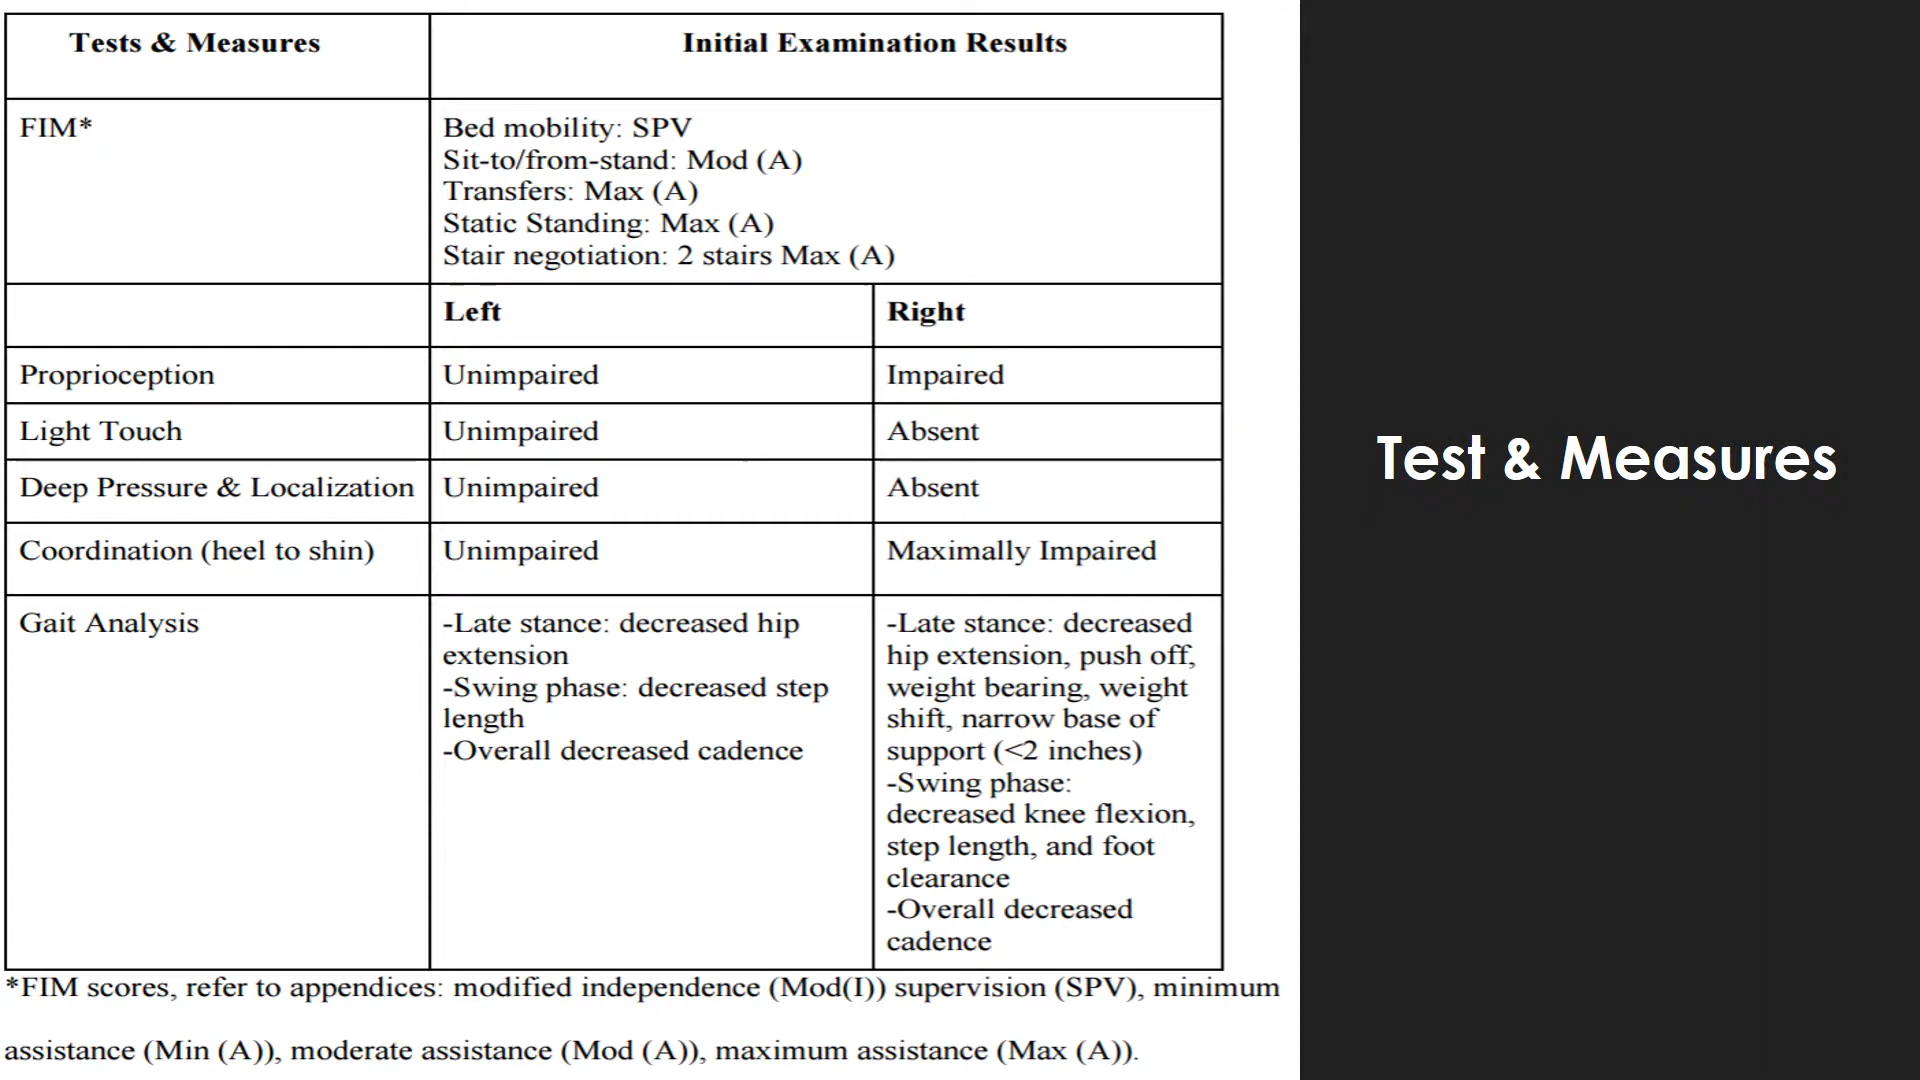 Tests & Measures
Initial Examination Results
FIM*
Bed mobility: SPV
Sit-to/from-stand: Mod (A)
Transfers: Max (A)
Static Standing: Max (A)
Stair negotiation: 2 stairs Max (A)
Left
Right
Proprioception
Unimpaired
Impaired
Light Touch
Unimpaired
Absent
Deep Pressure & Localization
Unimpaired
Absent
Coordination (heel to shin)
Unimpaired
Maximally Impaired
Gait Analysis
-Late stance: decreased hip
extension
-Swing phase: decreased step
length
-Overall decreased cadence
-Late stance: decreased
hip extension, push off,
weight bearing, weight
shift, narrow base of
support (<2 inches)
-Swing phase:
decreased knee flexion,
step length, and foot
clearance
-Overall decreased
cadence
*FIM scores, refer to appendices: modified independence (Mod(I)) supervision (SPV), minimum
assistance (Min (A)), moderate assistance (Mod (A)), maximum assistance (Max (A)).
Test & Measures